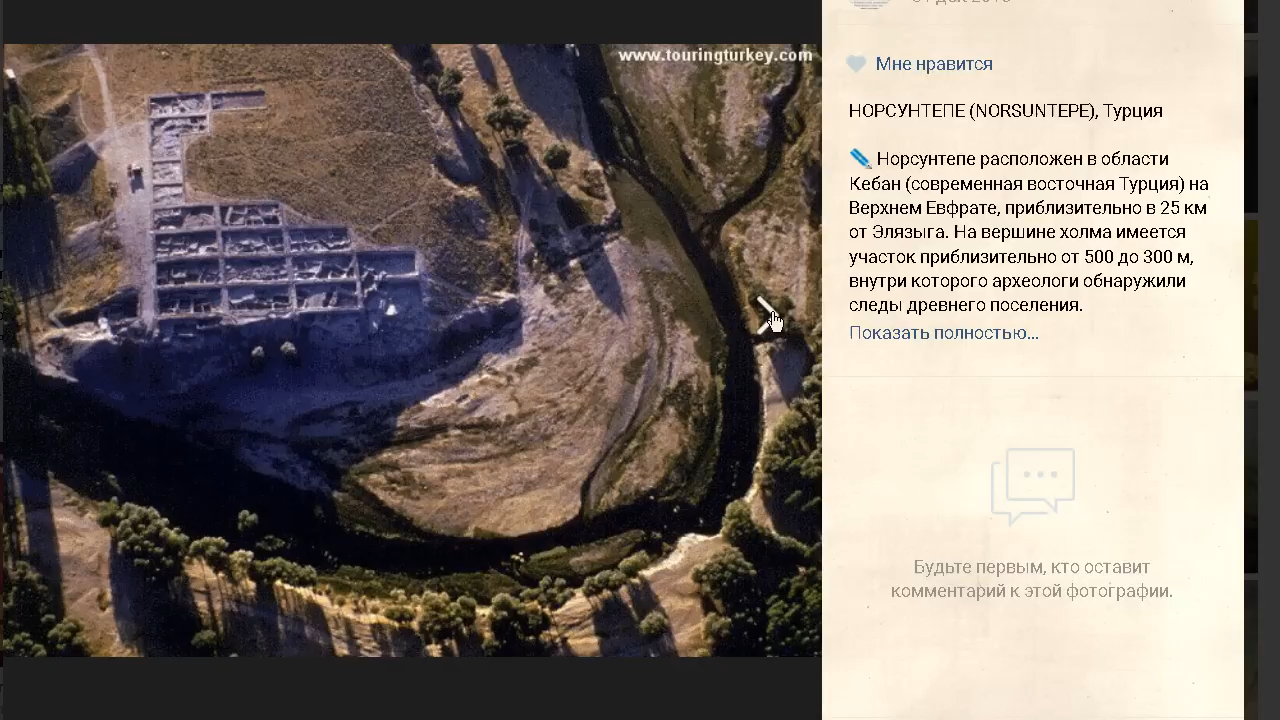 www.touringturkey.com
Мне нравится
НОРСУНТЕПЕ (NORSUNTEPE), Турция
Норсунтепе расположен в области
Кебан (современная восточная Турция) на
Верхнем Евфрате, приблизительно в 25 км
от Элязыга. На вершине холма имеется
участок приблизительно от 500 до 300 м,
внутри которого археологи обнаружили
следы древнего поселения.
Показать полностью...
Будьте первым, кто оставит
комментарий к этой фотографии.